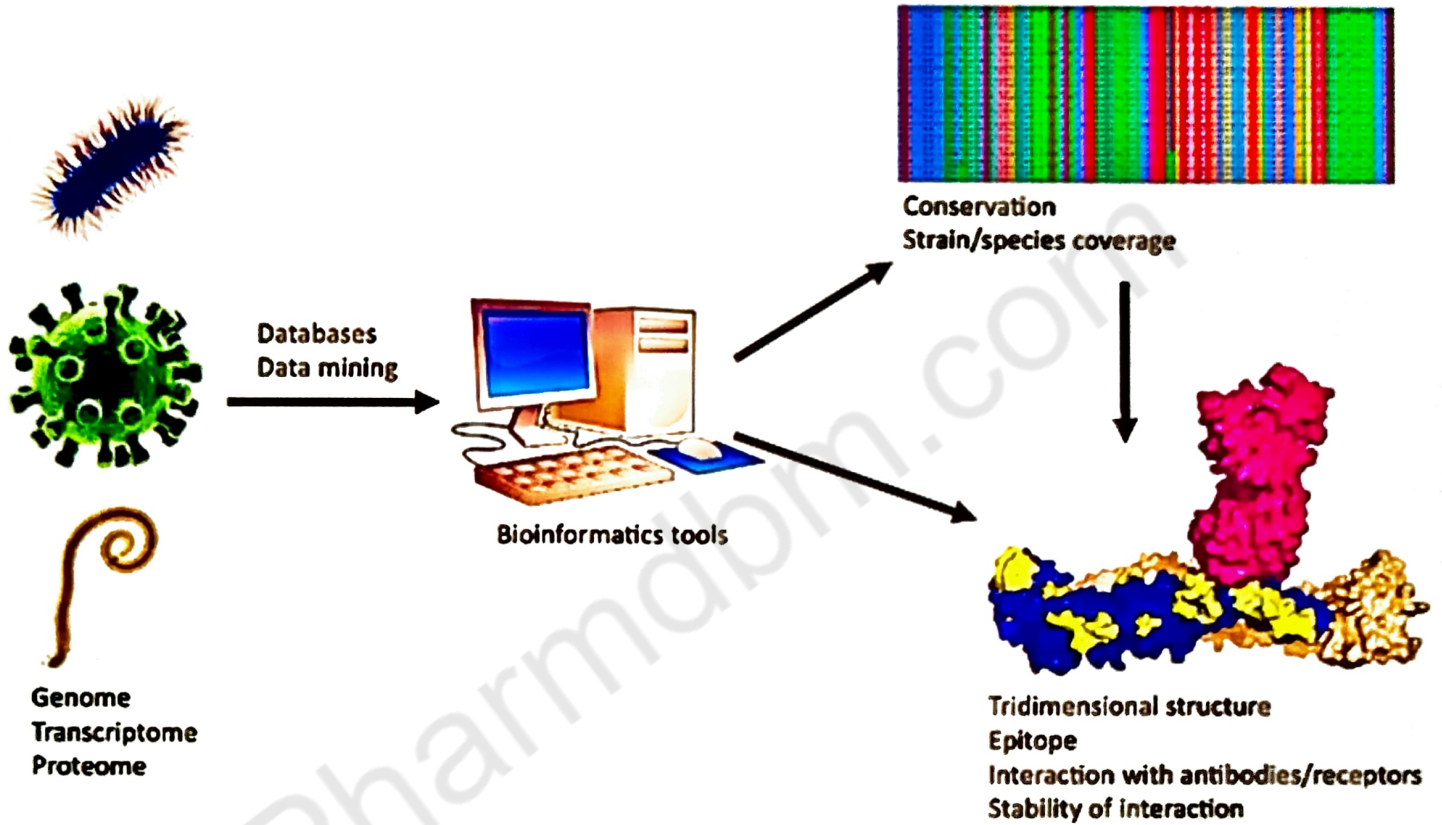 Conservation
Strain/species coverage
Databases
Data mining
Bioinformatics tools
Genome
Transcriptome
Proteome
Tridimensional structure
Epitope
Interaction with antibodies/receptors
Stability of interaction
Pharmdbm.com